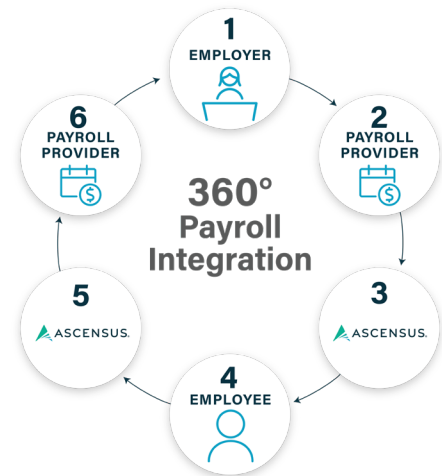 1
EMPLOYER
2
PAYROLL
PROVIDER
$
3
ASCENSUS®
4
EMPLOYEE
5
ASCENSUS®
6
PAYROLL
PROVIDER
$
360°
Payroll
Integration